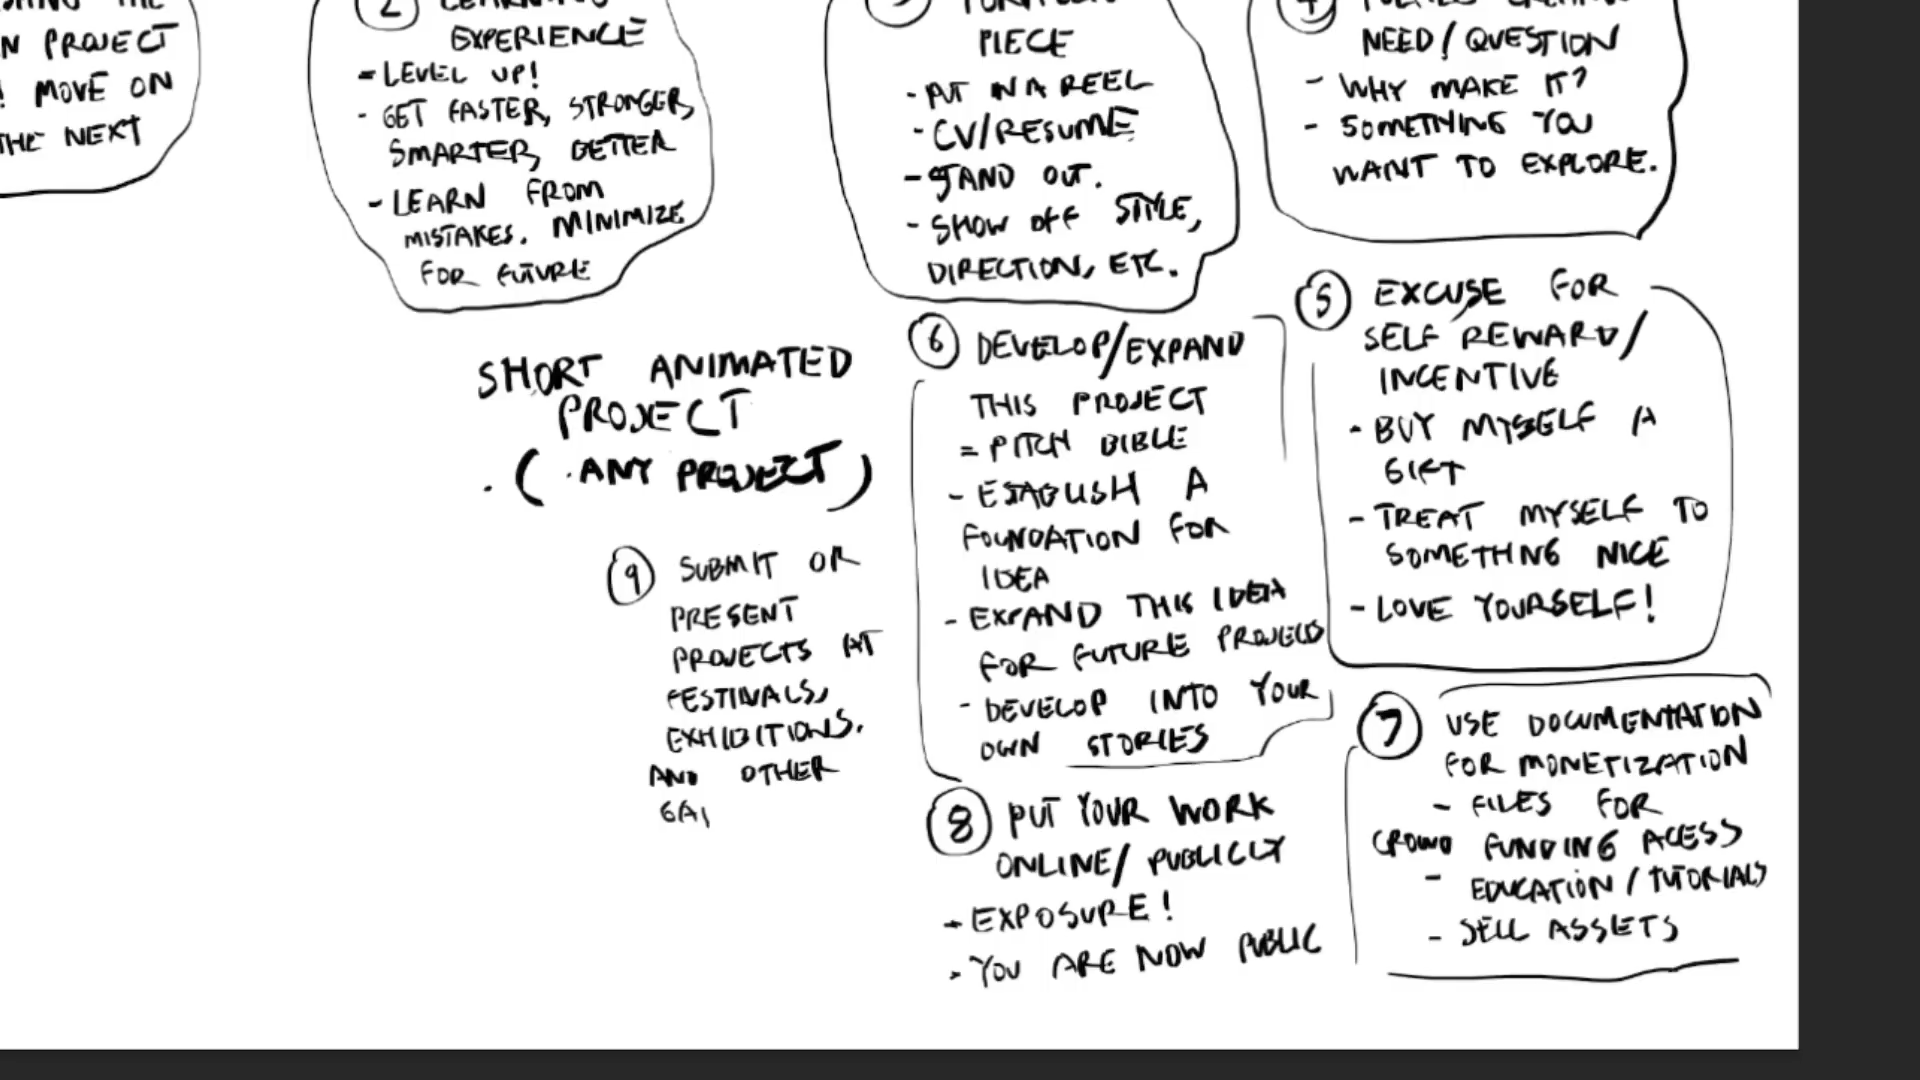 THE
N PROJECT
! MOVE ON
THE NEXT
2
EXPERIENCE
- LEVEL UP!
- GET FASTER, STRONGER,
SMARTER, BETTER
- LEARN FROM
MISTAKES. MINIMIZE
FOR FUTURE
PIECE
- PUT IN A REEL
- CV/RESUME
- STAND OUT.
- SHOW OFF STYLE,
DIRECTION, ETC.
4
NEED/QUESTION
- WHY MAKE IT?
- SOMETHING YOU
WANT TO EXPLORE.
5 EXCUSE FOR
SELF REWARD/
INCENTIVE
- BUY MYSELF A
GIFT
- TREAT MYSELF TO
SOMETHNG NICE
- LOVE YOURSELF!
SHORT ANIMATED
PROJECT
. (.ANY PROJECT)
6 DEVELOP/EXPAND
THIS PROJECT
= PITCH BIBLE
- ESTABLISH A
FOUNDATION FOR
IDEA
- EXPAND THIS IDEA
FOR FUTURE PROJECTS
- DEVELOP INTO YOUR
OWN STORIES
7 USE DOCUMENTATION
FOR MONETIZATION
- FILES FOR
CROWD FUNDING ACESS
- EDUCATION/TUTORIALS
- SELL ASSETS
8 PUT YOUR WORK
ONLINE/PUBLICLY
- EXPOSURE!
- YOU ARE NOW PUBLIC
9 SUBMIT OR
PRESENT
PROJECTS AT
FESTIVALS,
EXHIBITIONS.
AND OTHER
GA